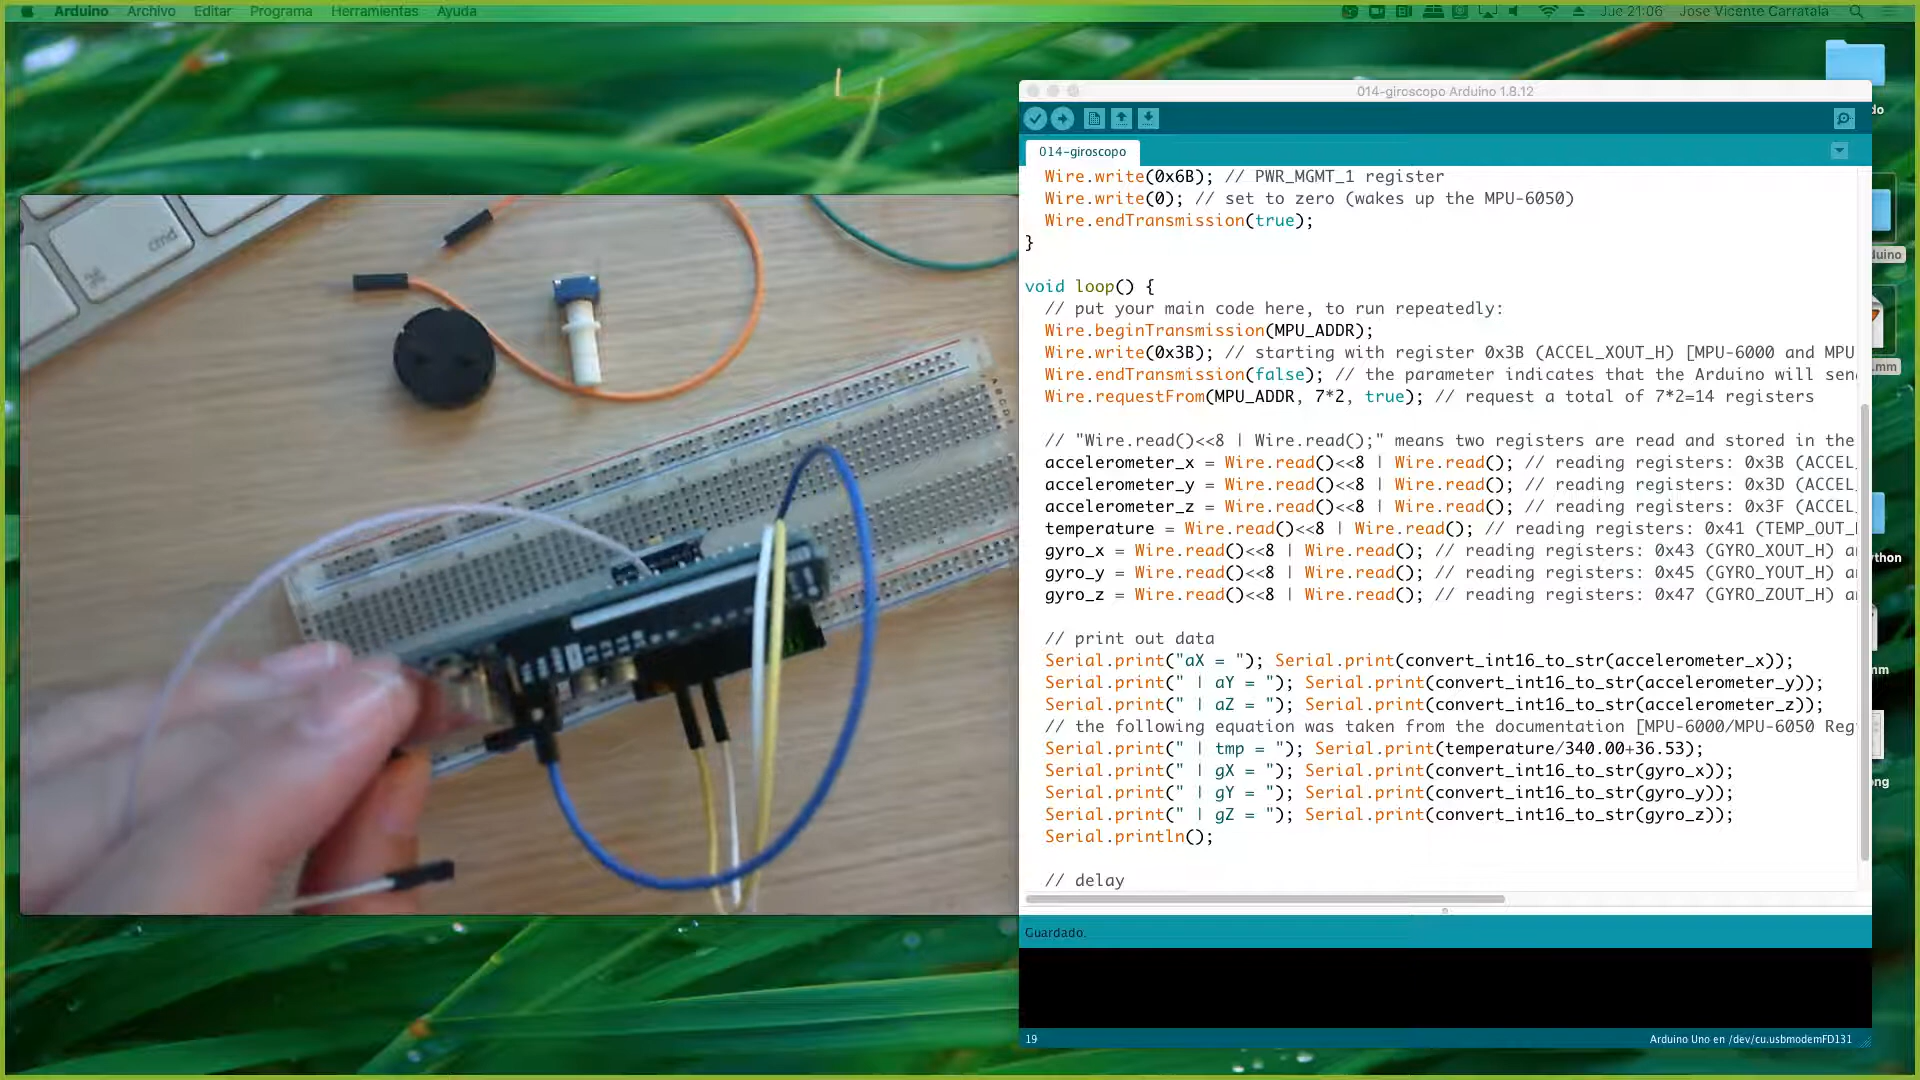 Arduino Archivo Editar Programa Herramientas Ayuda
Jue 21:06 Jose Vicente Carratala
014-giroscopo Arduino 1.8.12
014-giroscopo
Wire.write(0x6B); // PWR_MGMT_1 register
Wire.write(0); // set to zero (wakes up the MPU-6050)
Wire.endTransmission(true);
}
void loop() {
// put your main code here, to run repeatedly:
Wire.beginTransmission(MPU_ADDR);
Wire.write(0x3B); // starting with register 0x3B (ACCEL_XOUT_H) [MPU-6000 and MPU
Wire.endTransmission(false); // the parameter indicates that the Arduino will sen
Wire.requestFrom(MPU_ADDR, 7*2, true); // request a total of 7*2=14 registers
// "Wire.read()<<8 | Wire.read();" means two registers are read and stored in the
accelerometer_x = Wire.read()<<8 | Wire.read(); // reading registers: 0x3B (ACCEL_
accelerometer_y = Wire.read()<<8 | Wire.read(); // reading registers: 0x3D (ACCEL_
accelerometer_z = Wire.read()<<8 | Wire.read(); // reading registers: 0x3F (ACCEL_
temperature = Wire.read()<<8 | Wire.read(); // reading registers: 0x41 (TEMP_OUT_
gyro_x = Wire.read()<<8 | Wire.read(); // reading registers: 0x43 (GYRO_XOUT_H) a
gyro_y = Wire.read()<<8 | Wire.read(); // reading registers: 0x45 (GYRO_YOUT_H) a
gyro_z = Wire.read()<<8 | Wire.read(); // reading registers: 0x47 (GYRO_ZOUT_H) a
// print out data
Serial.print("aX = "); Serial.print(convert_int16_to_str(accelerometer_x));
Serial.print(" | aY = "); Serial.print(convert_int16_to_str(accelerometer_y));
Serial.print(" | aZ = "); Serial.print(convert_int16_to_str(accelerometer_z));
// the following equation was taken from the documentation [MPU-6000/MPU-6050 Reg
Serial.print(" | tmp = "); Serial.print(temperature/340.00+36.53);
Serial.print(" | gX = "); Serial.print(convert_int16_to_str(gyro_x));
Serial.print(" | gY = "); Serial.print(convert_int16_to_str(gyro_y));
Serial.print(" | gZ = "); Serial.print(convert_int16_to_str(gyro_z));
Serial.println();
// delay
Guardado.
19
Arduino Uno en /dev/cu.usbmodemFD131
do
duino
.mm
ython
mm
ng
ctrl